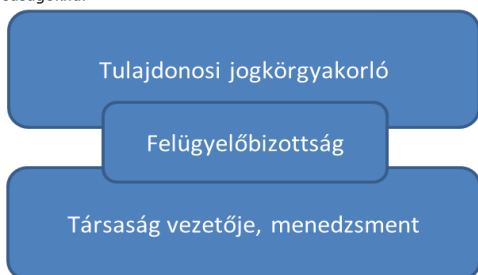 Tulajdonosi jogkörgyakorló
Felügyelőbizottság
Társaság vezetője, menedzsment